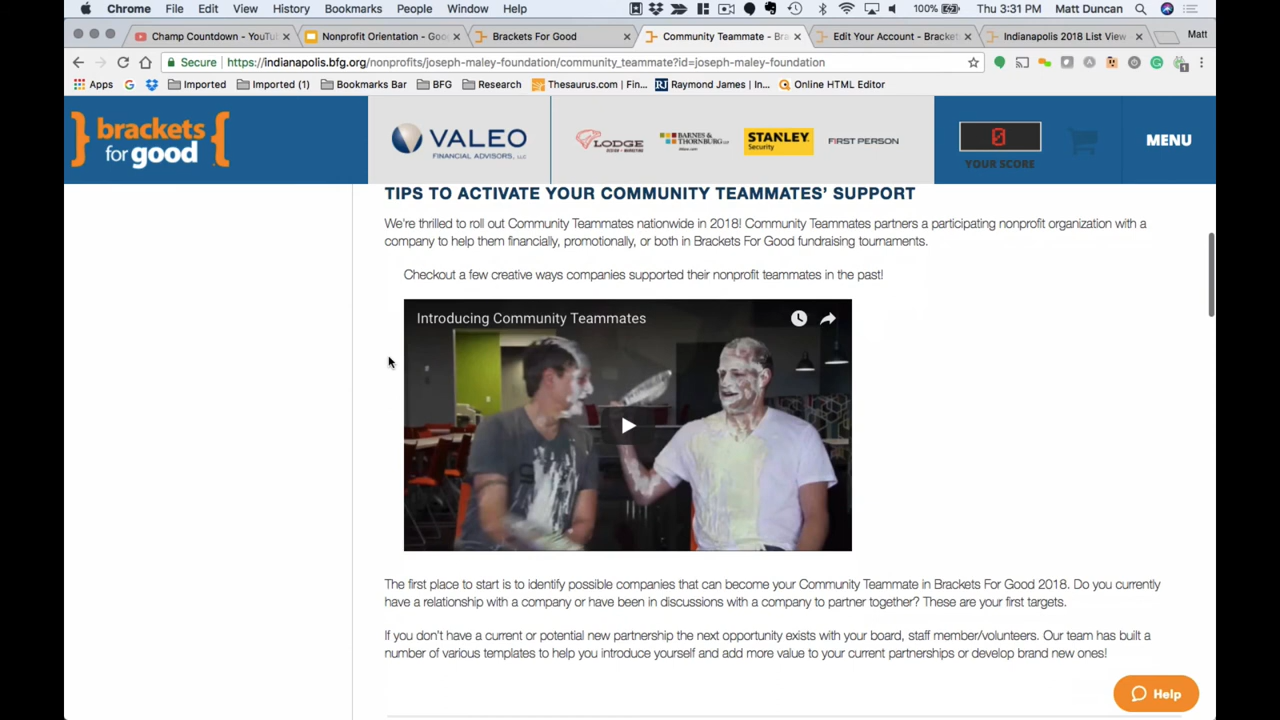 Chrome File Edit View History Bookmarks People Window Help 100% Thu 3:31 PM Matt Duncan
Champ Countdown - YouTu Nonprofit Orientation - Goo Brackets For Good Community Teammate - Bra Edit Your Account - Bracket Indianapolis 2018 List View Matt
Secure https://indianapolis.bfg.org/nonprofits/joseph-maley-foundation/community_teammate?id=joseph-maley-foundation
Apps G Imported Imported (1) Bookmarks Bar BFG Research Thesaurus.com | Fin... RJ Raymond James | In... Online HTML Editor
brackets
for good
VALEO
FINANCIAL ADVISORS, LLC
LODGE
BARNES &
THORNBURG LLP
STANLEY
Security
FIRST PERSON
0
YOUR SCORE
MENU
TIPS TO ACTIVATE YOUR COMMUNITY TEAMMATES' SUPPORT
We're thrilled to roll out Community Teammates nationwide in 2018! Community Teammates partners a participating nonprofit organization with a
company to help them financially, promotionally, or both in Brackets For Good fundraising tournaments.
Checkout a few creative ways companies supported their nonprofit teammates in the past!
Introducing Community Teammates
The first place to start is to identify possible companies that can become your Community Teammate in Brackets For Good 2018. Do you currently
have a relationship with a company or have been in discussions with a company to partner together? These are your first targets.
If you don't have a current or potential new partnership the next opportunity exists with your board, staff member/volunteers. Our team has built a
number of various templates to help you introduce yourself and add more value to your current partnerships or develop brand new ones!
Help